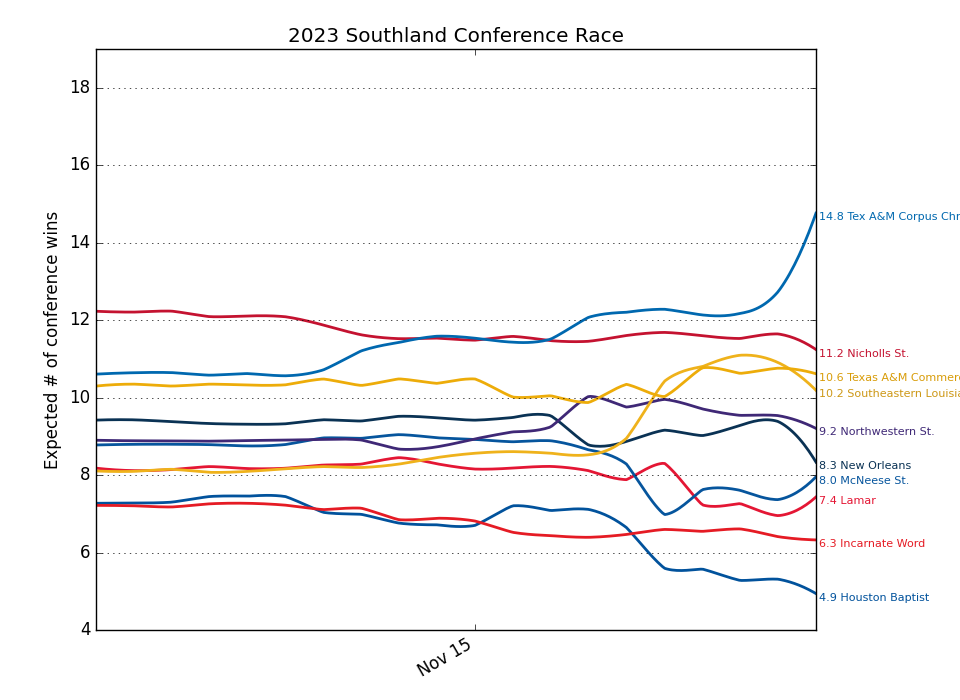 2023 Southland Conference Race
Expected # of conference wins
18
16
14
12
10
8
6
4
Nov 15
14.8 Tex A&M Corpus Chr
11.2 Nicholls St.
10.6 Texas A&M Commerc
10.2 Southeastern Louisia
9.2 Northwestern St.
8.3 New Orleans
8.0 McNeese St.
7.4 Lamar
6.3 Incarnate Word
4.9 Houston Baptist